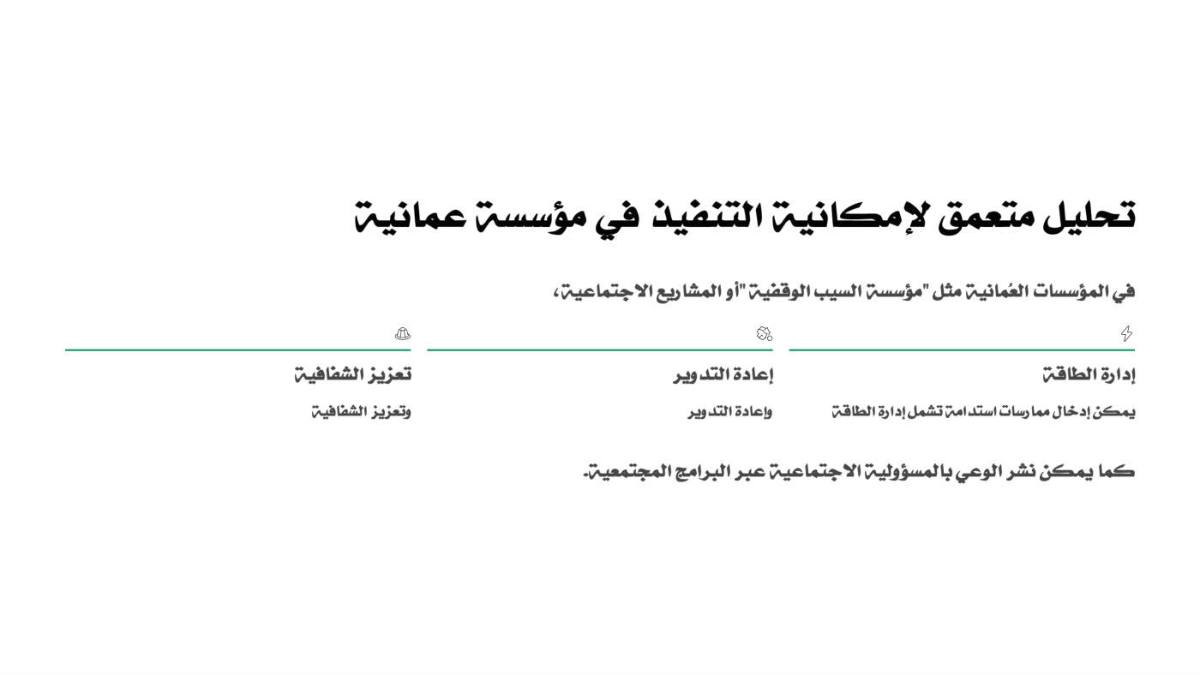 تحليل متعمق لإمكانية التنفيذ في مؤسسة عمانية
في المؤسسات العُمانية مثل "مؤسسة السيب الوقفية "أو المشاريع الاجتماعية،
إدارة الطاقة
يمكن إدخال ممارسات استدامة تشمل إدارة الطاقة
إعادة التدوير
وإعادة التدوير
تعزيز الشفافية
وتعزيز الشفافية
كما يمكن نشر الوعي بالمسؤولية الاجتماعية عبر البرامج المجتمعية.